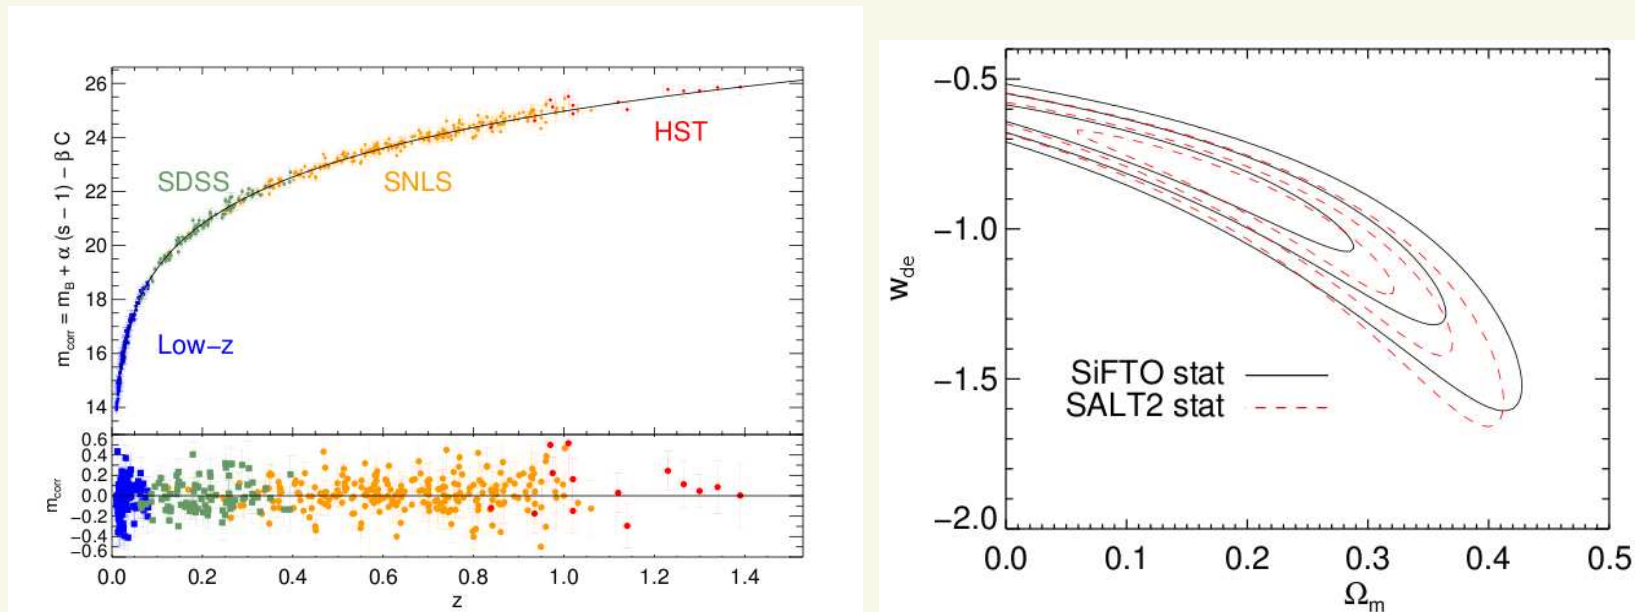 m_corr = m_B + α (s − 1) − β C
26
24
22
20
18
16
14
SDSS
SNLS
HST
Low−z
m_corr
0.6
0.4
0.2
0.0
−0.2
−0.4
−0.6
0.0 0.2 0.4 0.6 0.8 1.0 1.2 1.4
z
w_de
−0.5
−1.0
−1.5
−2.0
SiFTO stat
SALT2 stat
0.0 0.1 0.2 0.3 0.4 0.5
Ω_m